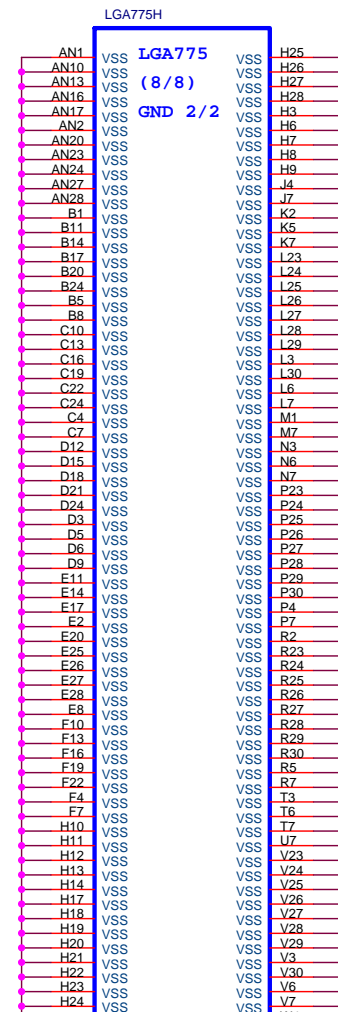 LGA775H
AN1 VSS LGA775 VSS H25
AN10 VSS VSS H26
AN13 VSS (8/8) VSS H27
AN16 VSS VSS H28
AN17 VSS GND 2/2 VSS H3
AN2 VSS VSS H6
AN20 VSS VSS H7
AN23 VSS VSS H8
AN24 VSS VSS H9
AN27 VSS VSS J4
AN28 VSS VSS J7
B1 VSS VSS K2
B11 VSS VSS K5
B14 VSS VSS K7
B17 VSS VSS L23
B20 VSS VSS L24
B24 VSS VSS L25
B5 VSS VSS L26
B8 VSS VSS L27
C10 VSS VSS L28
C13 VSS VSS L29
C16 VSS VSS L3
C19 VSS VSS L30
C22 VSS VSS L6
C24 VSS VSS L7
C4 VSS VSS M1
C7 VSS VSS M7
D12 VSS VSS N3
D15 VSS VSS N6
D18 VSS VSS N7
D21 VSS VSS P23
D24 VSS VSS P24
D3 VSS VSS P25
D5 VSS VSS P26
D6 VSS VSS P27
D9 VSS VSS P28
E11 VSS VSS P29
E14 VSS VSS P30
E17 VSS VSS P4
E2 VSS VSS P7
E20 VSS VSS R2
E25 VSS VSS R23
E26 VSS VSS R24
E27 VSS VSS R25
E28 VSS VSS R26
E8 VSS VSS R27
F10 VSS VSS R28
F13 VSS VSS R29
F16 VSS VSS R30
F19 VSS VSS R5
F22 VSS VSS R7
F4 VSS VSS T3
F7 VSS VSS T6
H10 VSS VSS T7
H11 VSS VSS U7
H12 VSS VSS V23
H13 VSS VSS V24
H14 VSS VSS V25
H17 VSS VSS V26
H18 VSS VSS V27
H19 VSS VSS V28
H20 VSS VSS V29
H21 VSS VSS V3
H22 VSS VSS V30
H23 VSS VSS V6
H24 VSS VSS V7